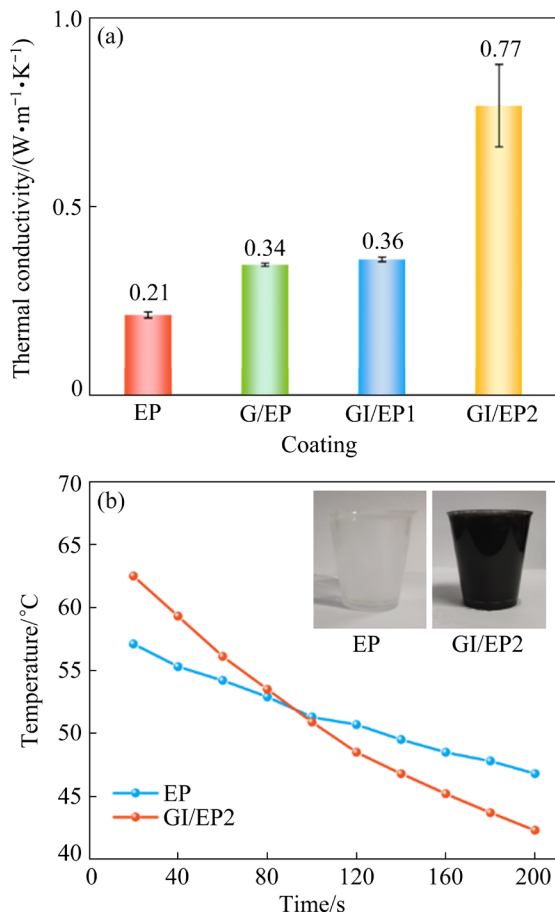 (a)
Thermal conductivity/(W•m⁻¹•K⁻¹)
1.0
0.5
0
0.21
0.34
0.36
0.77
EP G/EP GI/EP1 GI/EP2
Coating
(b)
Temperature/°C
70
65
60
55
50
45
40
EP GI/EP2
EP
GI/EP2
0 40 80 120 160 200
Time/s